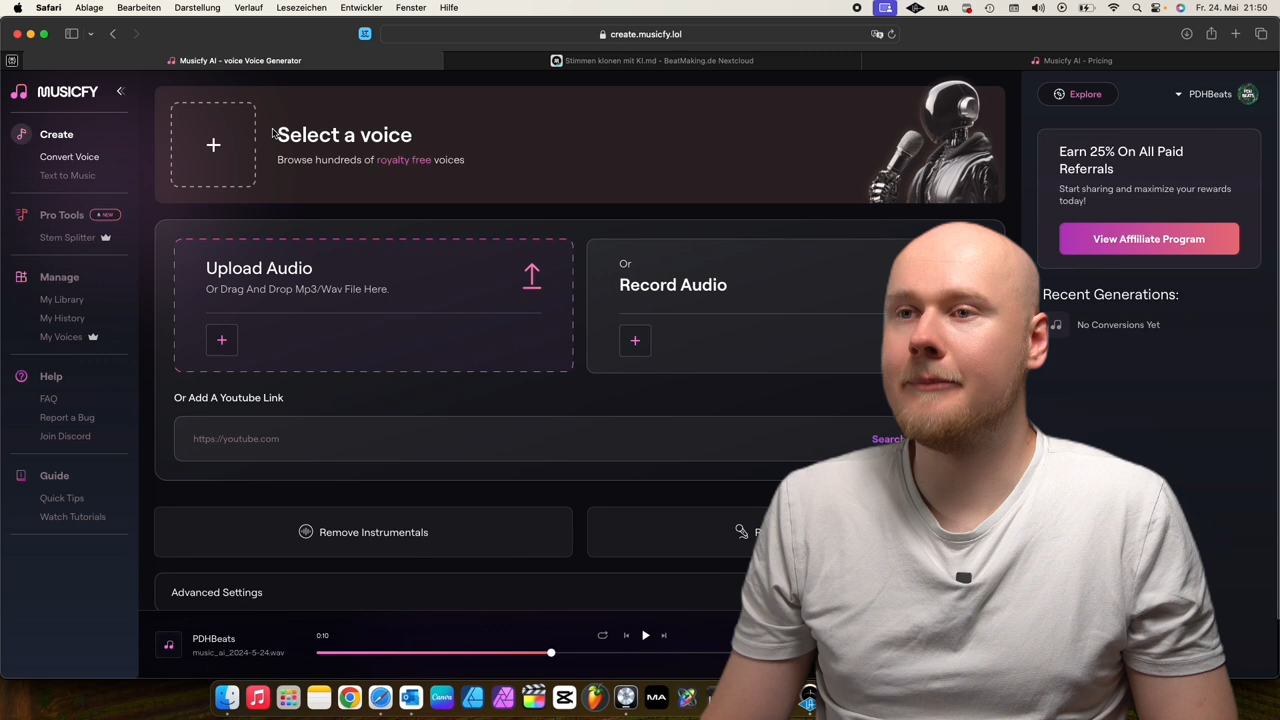 Safari Ablage Bearbeiten Darstellung Verlauf Lesezeichen Entwickler Fenster Hilfe
UA
Fr. 24. Mai 21:50
create.musicfy.lol
Musicfy AI - voice Voice Generator
Stimmen klonen mit KI.md - BeatMaking.de Nextcloud
Musicfy AI - Pricing
MUSICFY
Create
Convert Voice
Text to Music
Pro Tools
NEW
Stem Splitter
Manage
My Library
My History
My Voices
Help
FAQ
Report a Bug
Join Discord
Guide
Quick Tips
Watch Tutorials
Select a voice
Browse hundreds of royalty free voices
Upload Audio
Or Drag And Drop Mp3/Wav File Here.
Or
Record Audio
Or Add A Youtube Link
https://youtube.com
Search
Remove Instrumentals
Advanced Settings
PDHBeats
music_ai_2024-5-24.wav
0:10
Explore
PDHBeats
Earn 25% On All Paid
Referrals
Start sharing and maximize your rewards
today!
View Affliliate Program
Recent Generations:
No Conversions Yet
Canva
MA